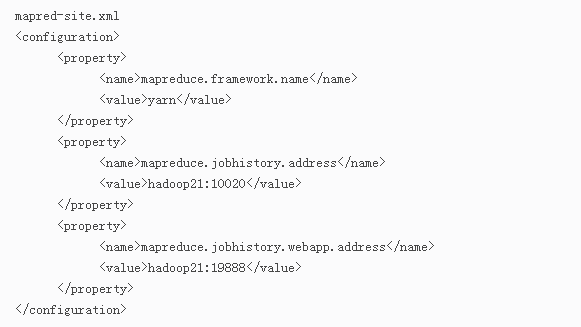 mapred-site.xml
<configuration>
<property>
<name>mapreduce.framework.name</name>
<value>yarn</value>
</property>
<property>
<name>mapreduce.jobhistory.address</name>
<value>hadoop21:10020</value>
</property>
<property>
<name>mapreduce.jobhistory.webapp.address</name>
<value>hadoop21:19888</value>
</property>
</configuration>